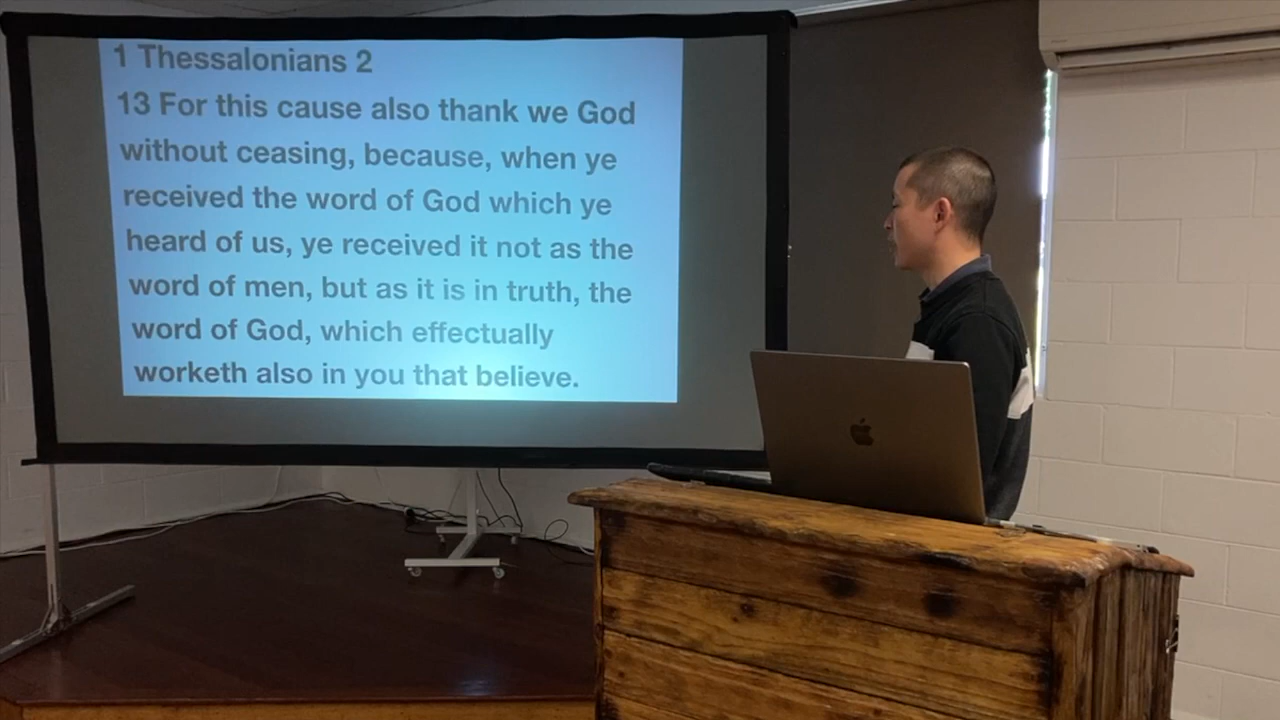 1 Thessalonians 2
13 For this cause also thank we God
without ceasing, because, when ye
received the word of God which ye
heard of us, ye received it not as the
word of men, but as it is in truth, the
word of God, which effectually
worketh also in you that believe.